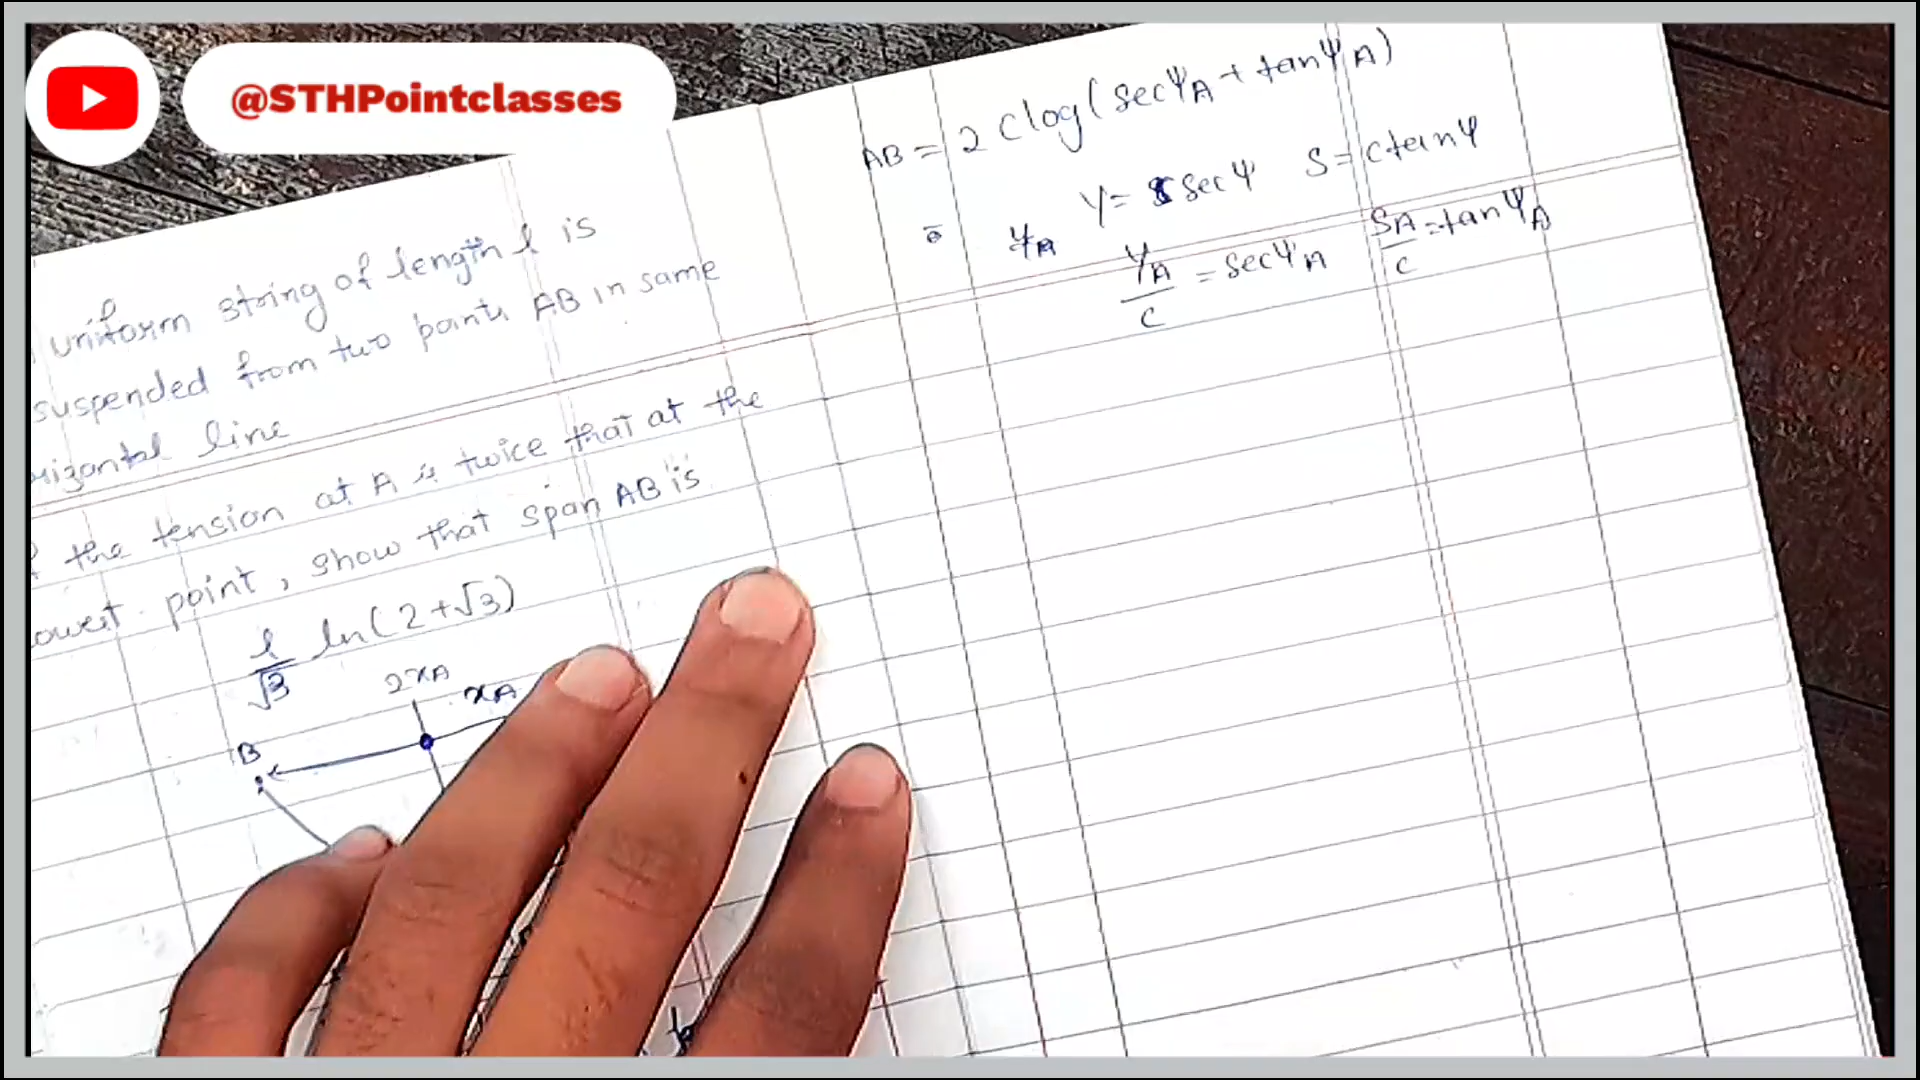 @STHPointclasses
uniform string of length l is
suspended from two points AB in same
rizontal line
the tension at A is twice that at the
owest point, show that span AB is
l/√3 ln(2+√3)
2xA
xA
B
AB = 2 c log(secψA + tanψA)
y = c secψ S = c tanψ
yA
yA/c = secψA SA/c = tanψA